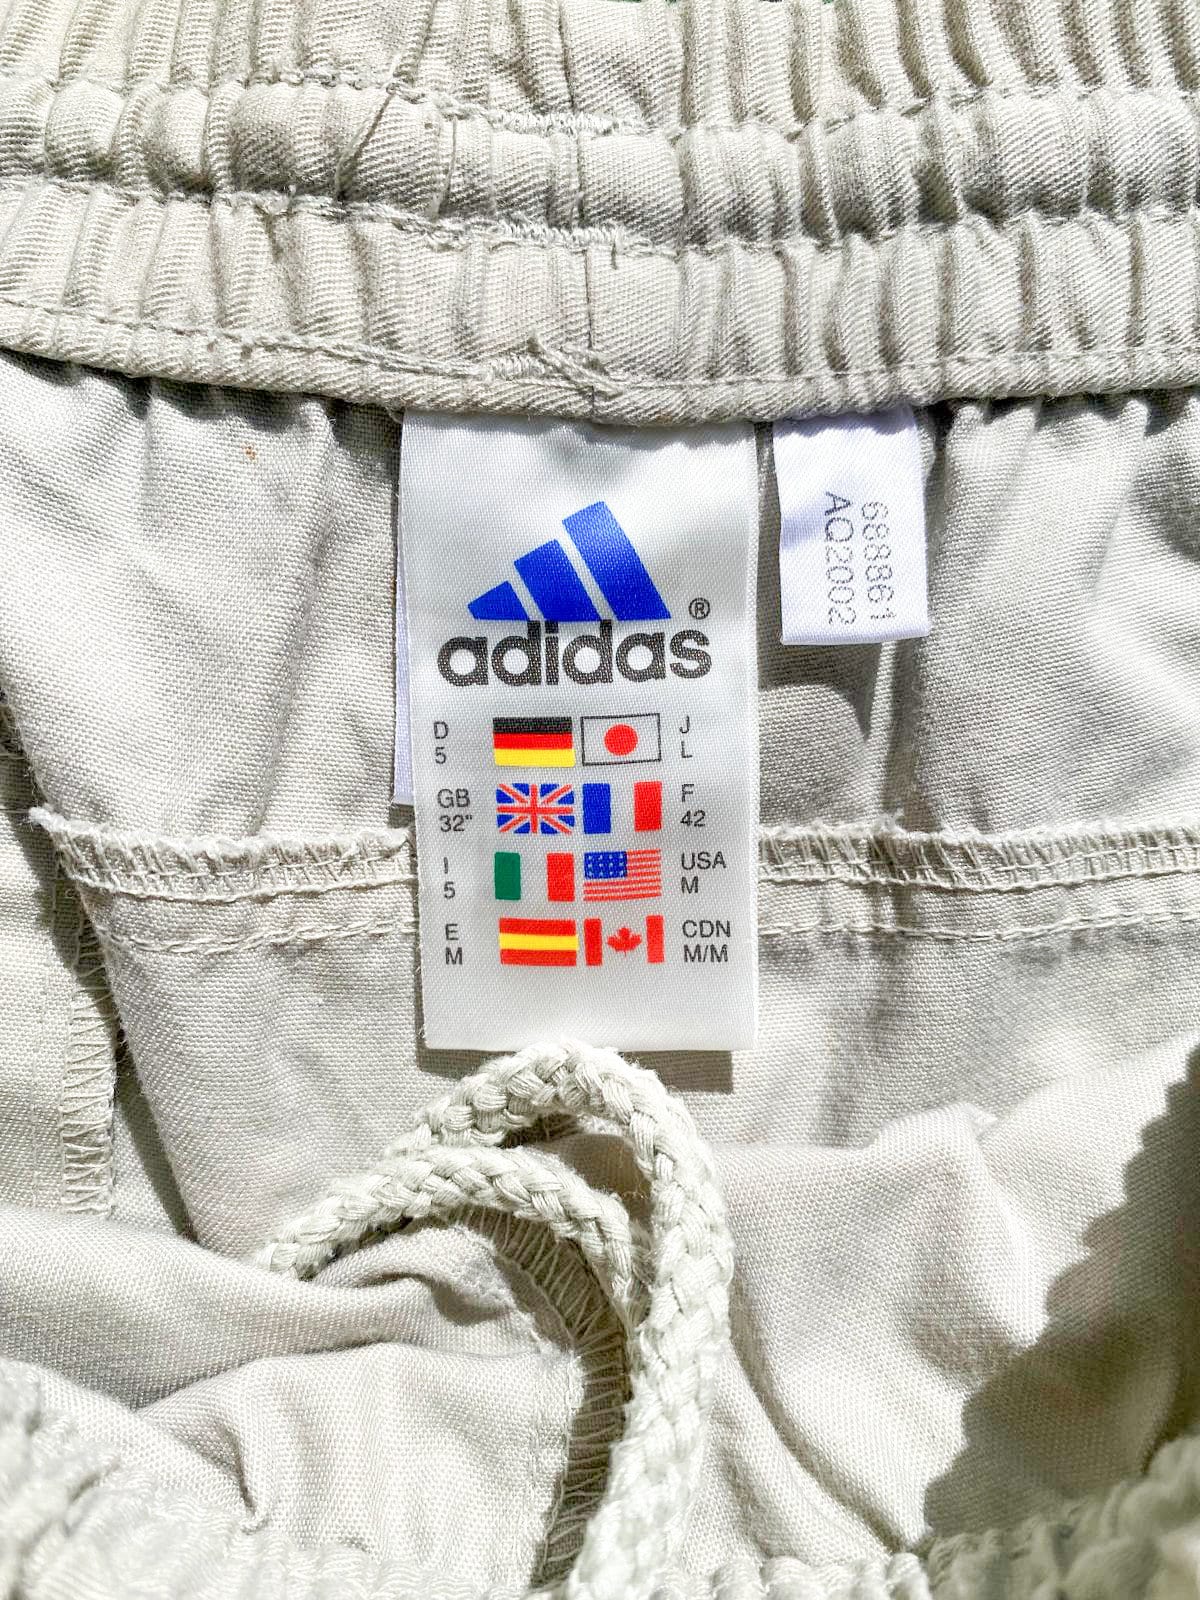 ®
adidas
D
5
J
L
GB
32"
F
42
I
5
USA
M
E
M
CDN
M/M
688861
AQ2002